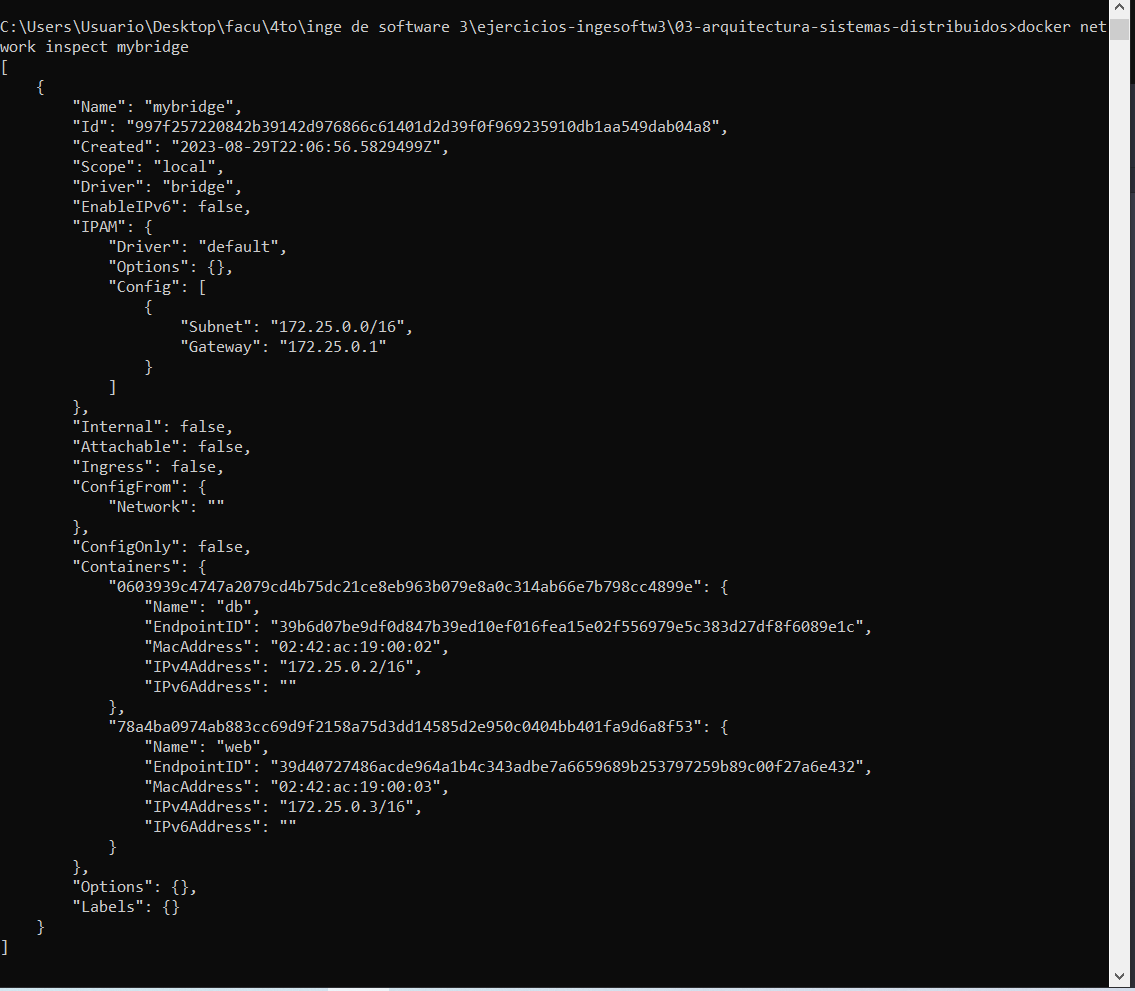 C:\Users\Usuario\Desktop\facu\4to\inge de software 3\ejercicios-ingesoftw3\03-arquitectura-sistemas-distribuidos>docker net
work inspect mybridge
[
    {
        "Name": "mybridge",
        "Id": "997f257220842b39142d976866c61401d2d39f0f969235910db1aa549dab04a8",
        "Created": "2023-08-29T22:06:56.5829499Z",
        "Scope": "local",
        "Driver": "bridge",
        "EnableIPv6": false,
        "IPAM": {
            "Driver": "default",
            "Options": {},
            "Config": [
                {
                    "Subnet": "172.25.0.0/16",
                    "Gateway": "172.25.0.1"
                }
            ]
        },
        "Internal": false,
        "Attachable": false,
        "Ingress": false,
        "ConfigFrom": {
            "Network": ""
        },
        "ConfigOnly": false,
        "Containers": {
            "0603939c4747a2079cd4b75dc21ce8eb963b079e8a0c314ab66e7b798cc4899e": {
                "Name": "db",
                "EndpointID": "39b6d07be9df0d847b39ed10ef016fea15e02f556979e5c383d27df8f6089e1c",
                "MacAddress": "02:42:ac:19:00:02",
                "IPv4Address": "172.25.0.2/16",
                "IPv6Address": ""
            },
            "78a4ba0974ab883cc69d9f2158a75d3dd14585d2e950c0404bb401fa9d6a8f53": {
                "Name": "web",
                "EndpointID": "39d40727486acde964a1b4c343adbe7a6659689b253797259b89c00f27a6e432",
                "MacAddress": "02:42:ac:19:00:03",
                "IPv4Address": "172.25.0.3/16",
                "IPv6Address": ""
            }
        },
        "Options": {},
        "Labels": {}
    }
]